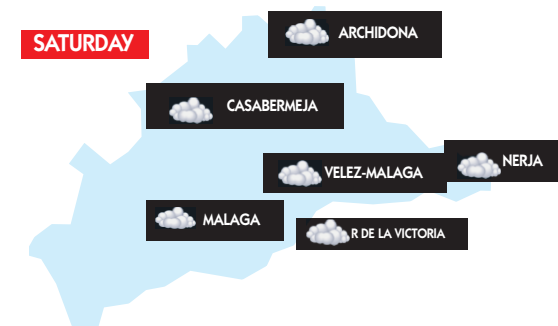 SATURDAY
ARCHIDONA
CASABERMEJA
NERJA
VELEZ-MALAGA
MALAGA
R DE LA VICTORIA